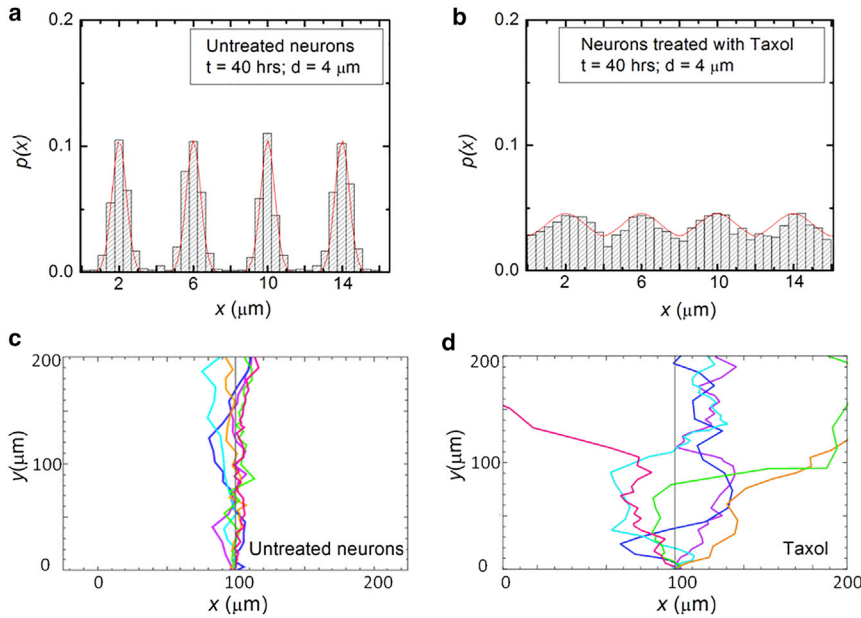 a
Untreated neurons
t = 40 hrs; d = 4 μm
0.2
0.1
0.0
p(x)
2 6 10 14
x (μm)
b
Neurons treated with Taxol
t = 40 hrs; d = 4 μm
0.2
0.1
0.0
p(x)
2 6 10 14
x (μm)
c
200
100
0
y(μm)
Untreated neurons
0 100 200
x (μm)
d
200
100
0
y(μm)
Taxol
0 100 200
x (μm)